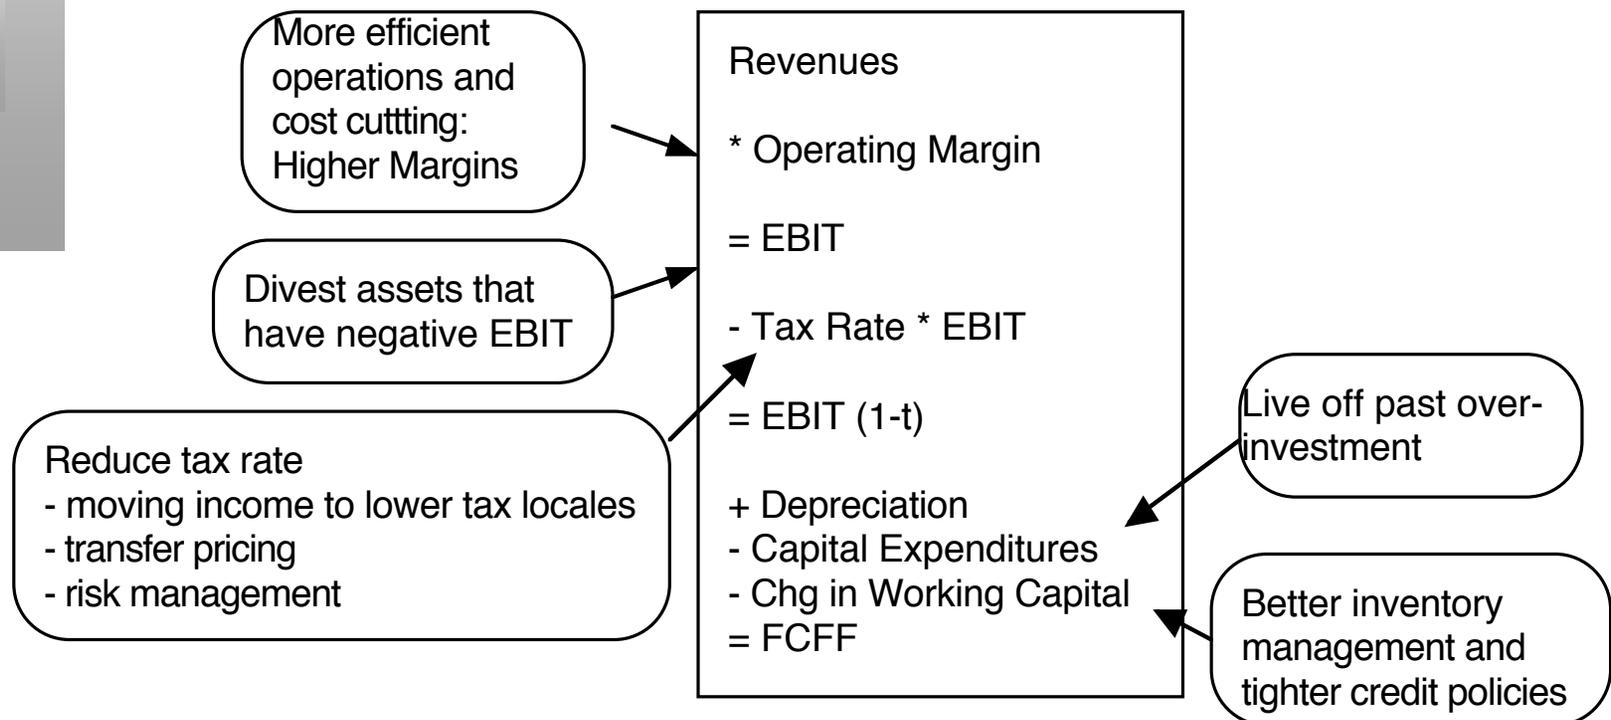 More efficient
operations and
cost cuttting:
Higher Margins
Divest assets that
have negative EBIT
Reduce tax rate
- moving income to lower tax locales
- transfer pricing
- risk management
Revenues
* Operating Margin
= EBIT
- Tax Rate * EBIT
= EBIT (1-t)
+ Depreciation
- Capital Expenditures
- Chg in Working Capital
= FCFF
Live off past over-
investment
Better inventory
management and
tighter credit policies